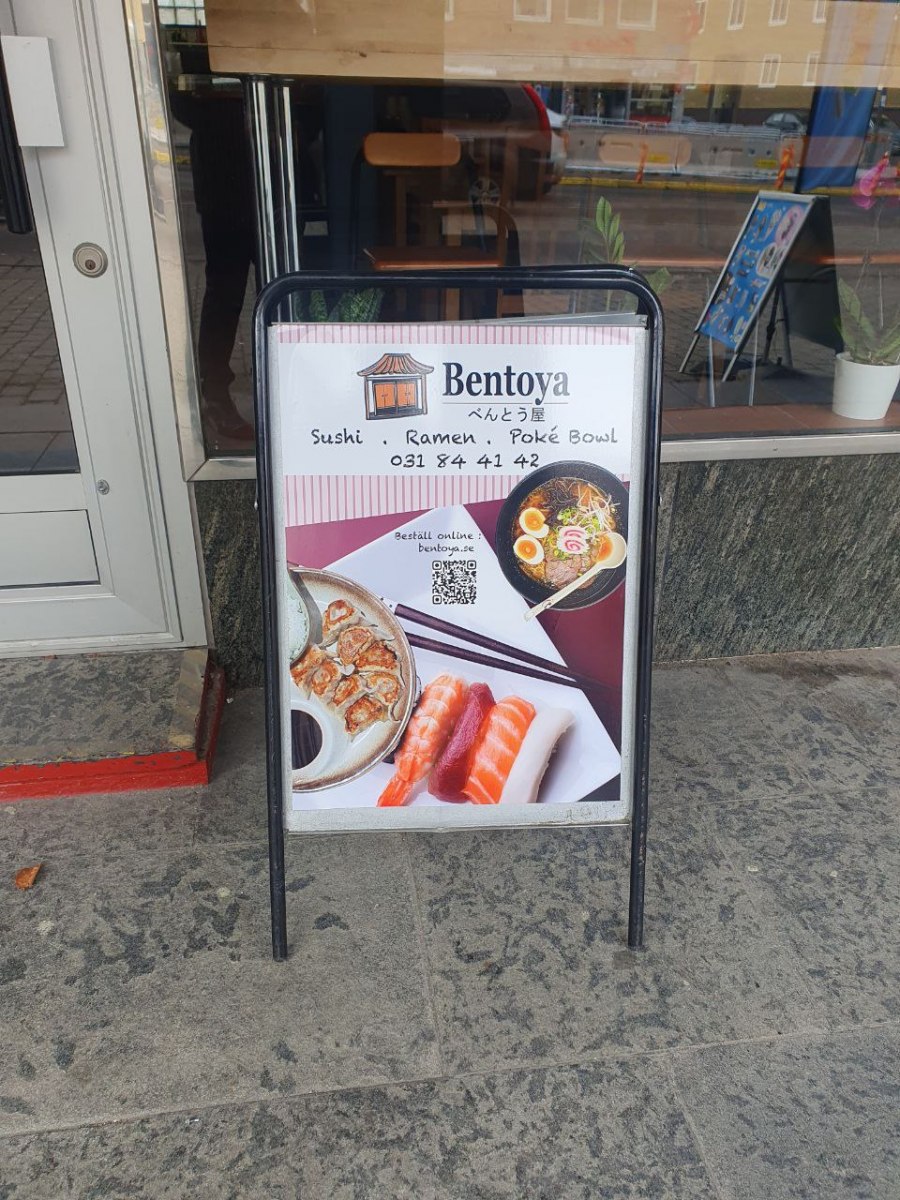 Bentoya
べんとう屋
Sushi . Ramen . Poké Bowl
031 84 41 42
Beställ online :
bentoya.se